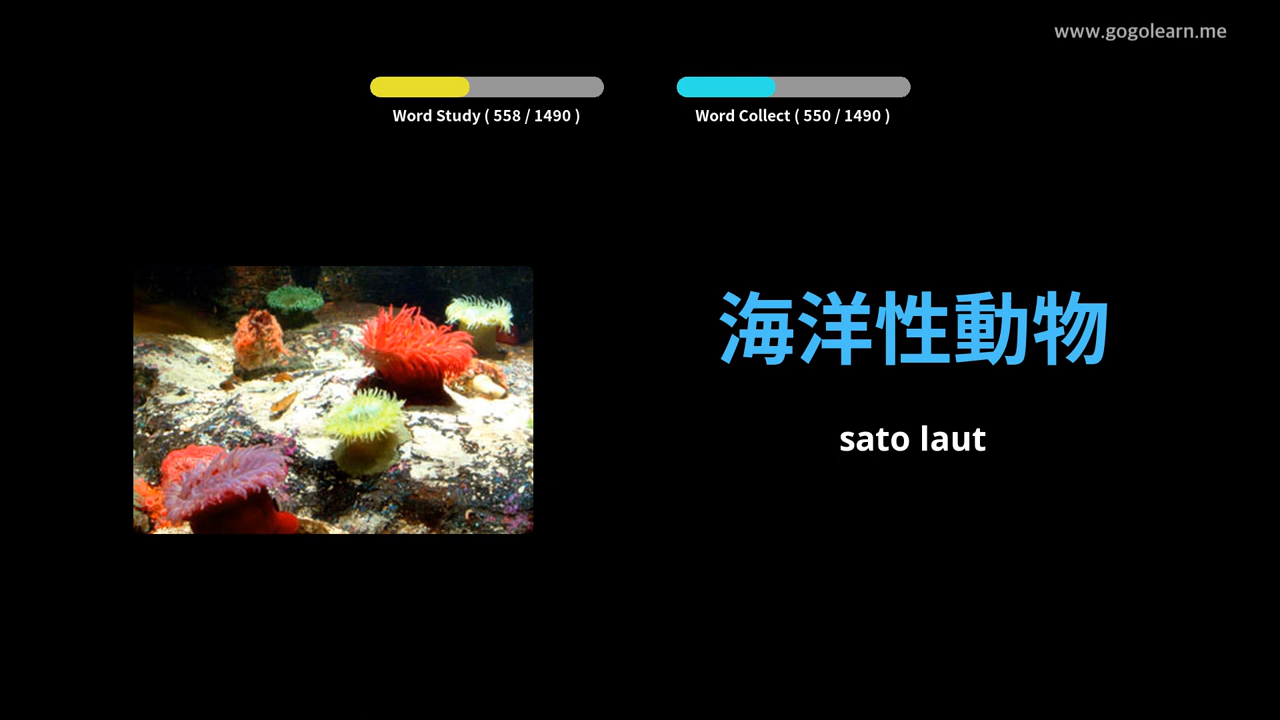 www.gogolearn.me
Word Study ( 558 / 1490 )
Word Collect ( 550 / 1490 )
海洋性動物
sato laut